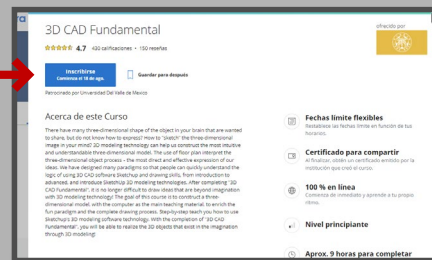 3D CAD Fundamental
ofrecido por
4.7 430 calificaciones • 150 reseñas
Inscribirse
Comienza el 18 de ago.
Guardar para después
Patrocinado por Universidad Del Valle de Mexico
Acerca de este Curso
There have many three-dimensional shape of the object in your brain that are wanted
to share, but do not know how to express? How to "sketch" the three-dimensional
image in your mind? 3D modeling technology can help us construct the most intuitive
and understandable three-dimensional model. The use of floor plan interpret the
three-dimensional object process - the most direct and effective expression of our
ideas. We have designed many paradigms so that people can quickly understand the
logic of using 3D CAD software Sketchup and drawing skills, from introduction to
advanced, and introduce SketchUp 3D modeling techniques. After completing "3D
CAD Fundamental", it is no longer difficult to draw ideas that are beyond imagination
with 3D modeling technology! The goal of this course is to construct a three-
dimensional model, with the computer as the main teaching material, to enrich the
fun paradigm and the complete drawing process. Step-by-step teach you how to use
Sketchup's 3D modeling software technology. With the completion of "3D CAD
Fundamental", you will be able to realize the 3D objects that exist in the imagination
through 3D modeling!
Fechas límite flexibles
Restablece las fechas límite en función de tus
horarios.
Certificado para compartir
Al finalizar, obtén un certificado emitido por la
institución que creó el curso.
100 % en línea
Comienza de inmediato y aprende a tu propio
ritmo.
Nivel principiante
Aprox. 9 horas para completar